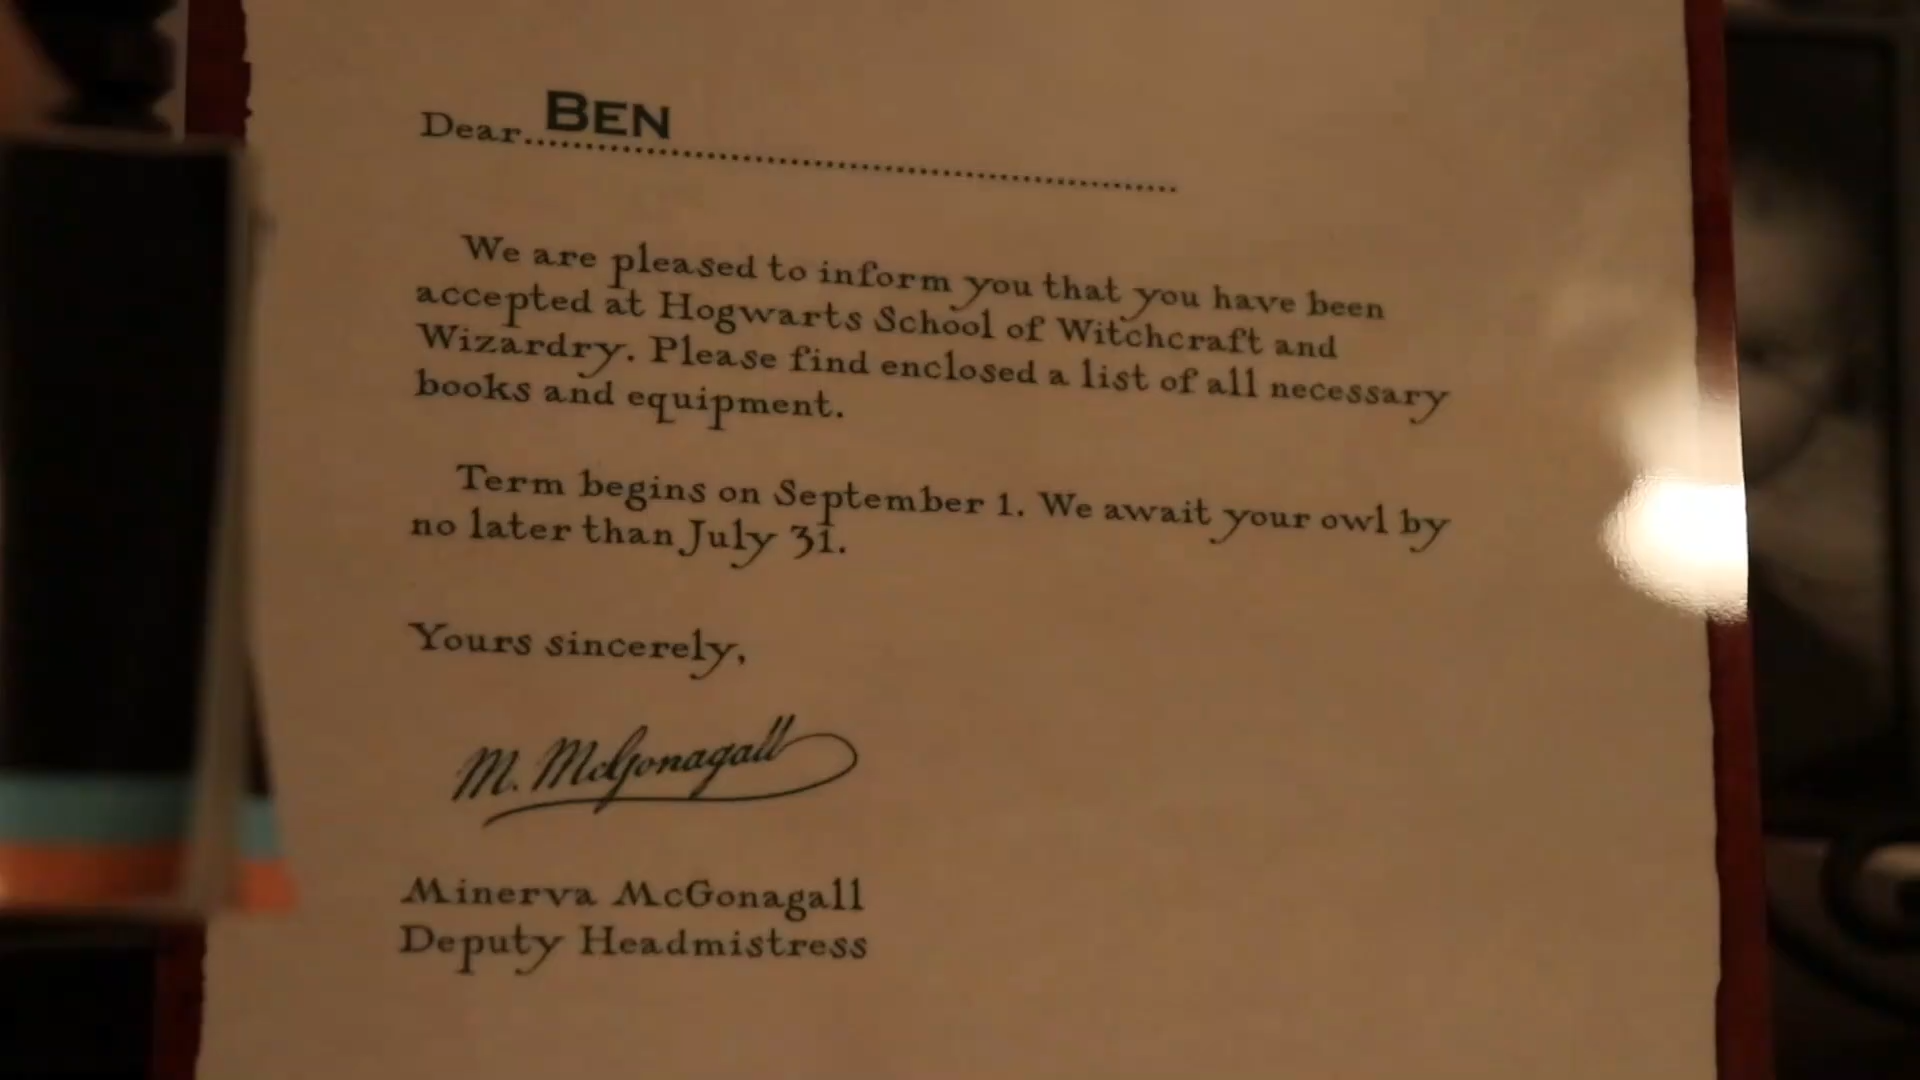 Dear..BEN..............................................
We are pleased to inform you that you have been
accepted at Hogwarts School of Witchcraft and
Wizardry. Please find enclosed a list of all necessary
books and equipment.
Term begins on September 1. We await your owl by
no later than July 31.
Yours sincerely,
M. McGonagall
Minerva McGonagall
Deputy Headmistress